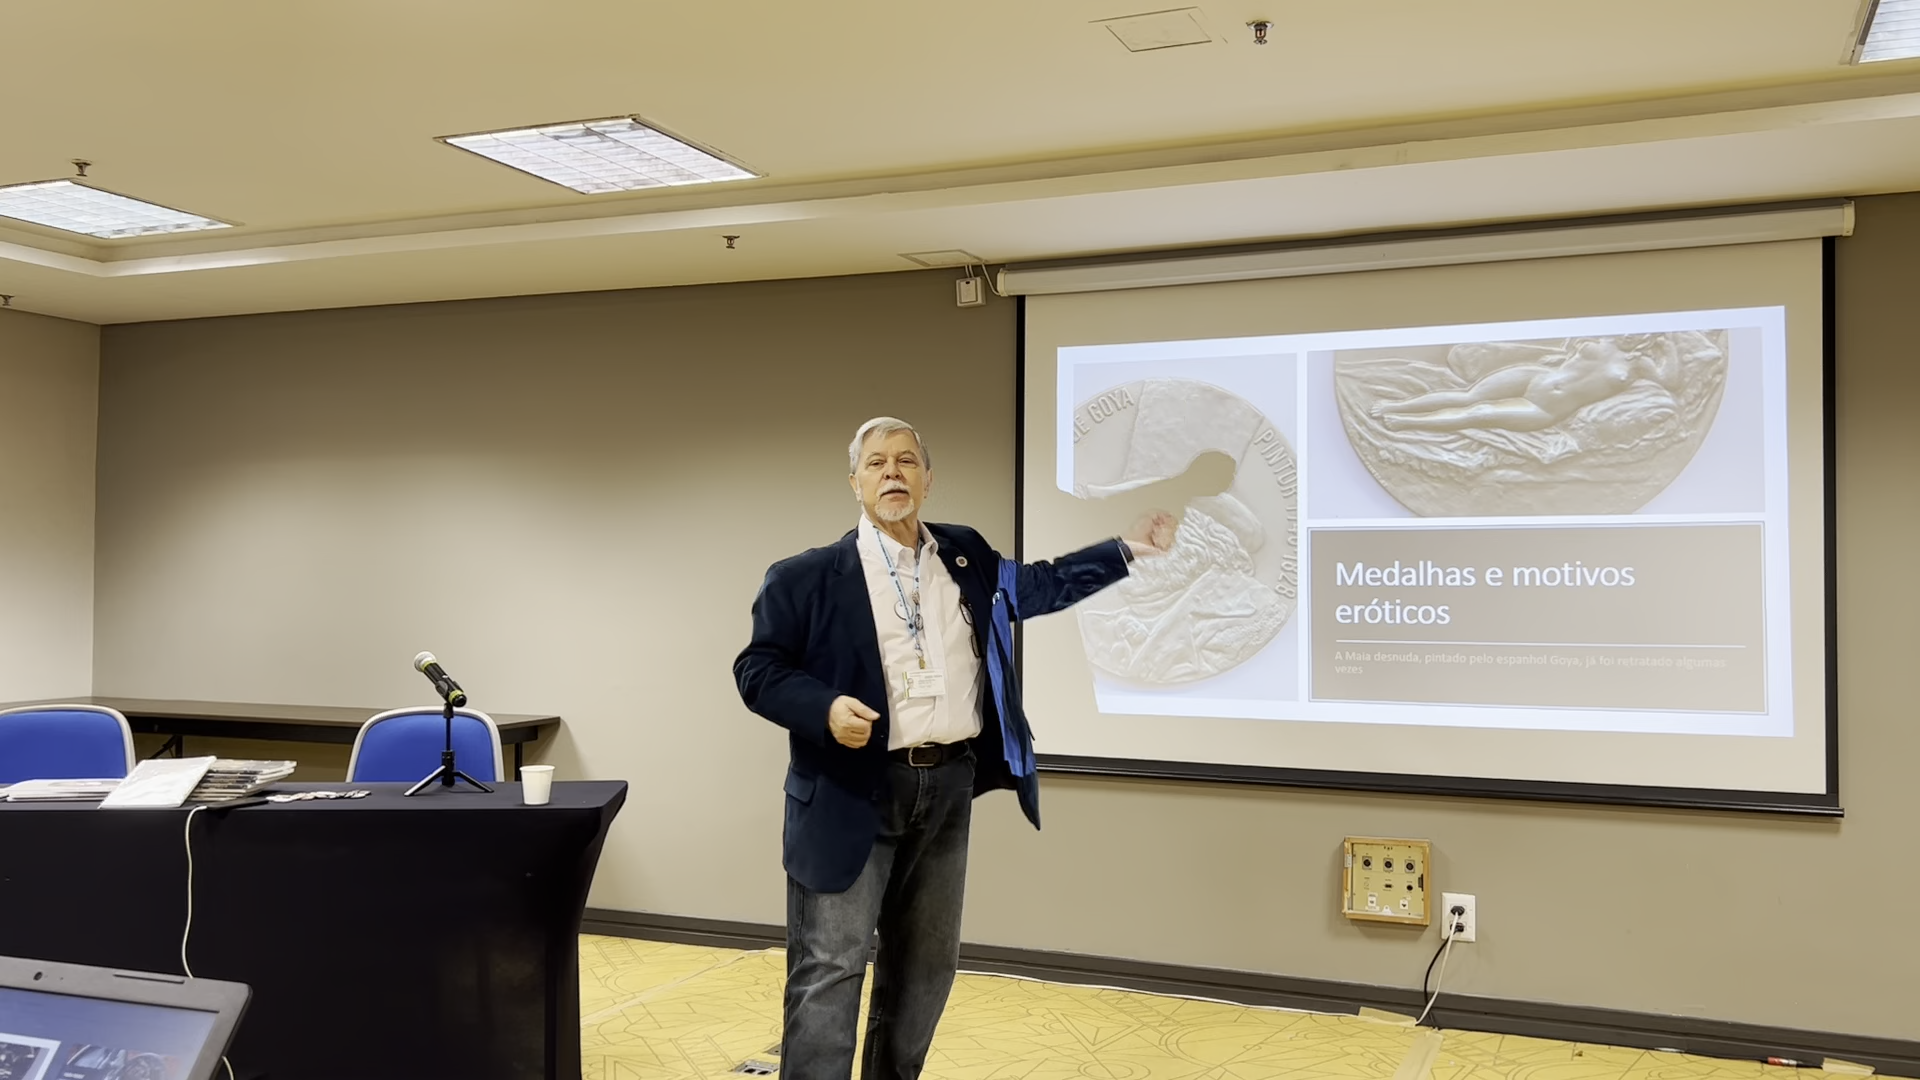 DE GOYA
PINTOR 1746 1828
Medalhas e motivos
eróticos
A Maia desnuda, pintado pelo espanhol Goya, já foi retratado algumas
vezes